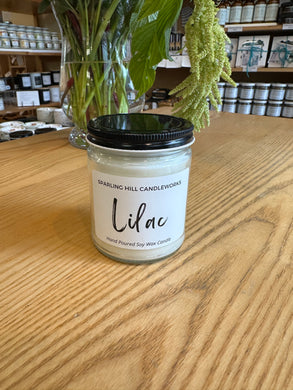 SPARLING HILL CANDLEWORKS
Lilac
Hand Poured Soy Wax Candle